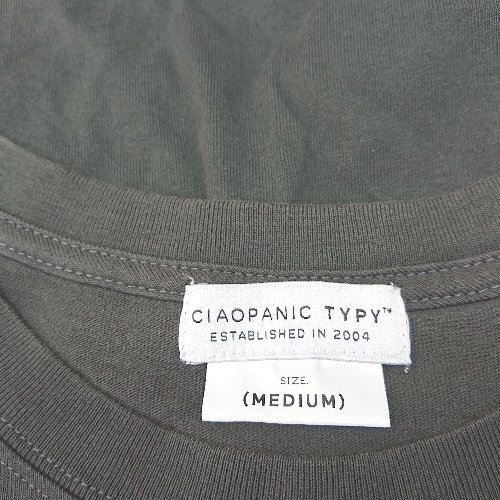 CIAOPANIC TYPY™
ESTABLISHED IN 2004
SIZE.
(MEDIUM)